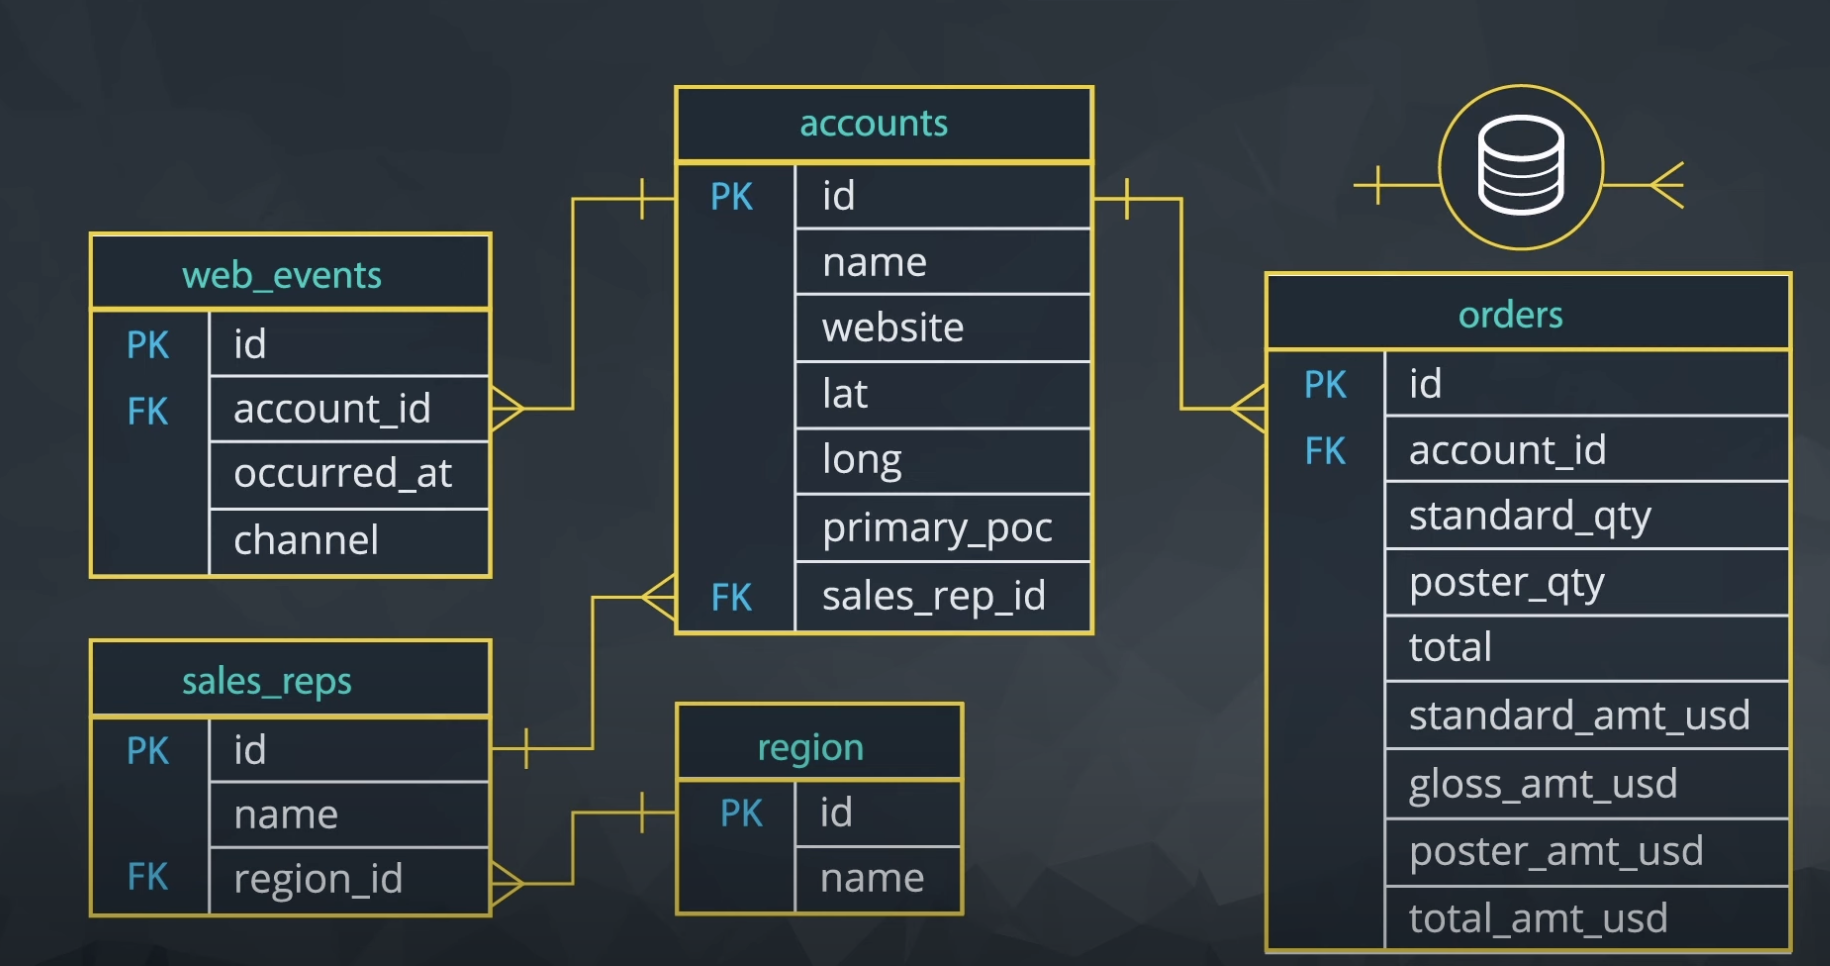 accounts
PK id
name
website
lat
long
primary_poc
FK sales_rep_id
web_events
PK id
FK account_id
occurred_at
channel
sales_reps
PK id
name
FK region_id
region
PK id
name
orders
PK id
FK account_id
standard_qty
poster_qty
total
standard_amt_usd
gloss_amt_usd
poster_amt_usd
total_amt_usd